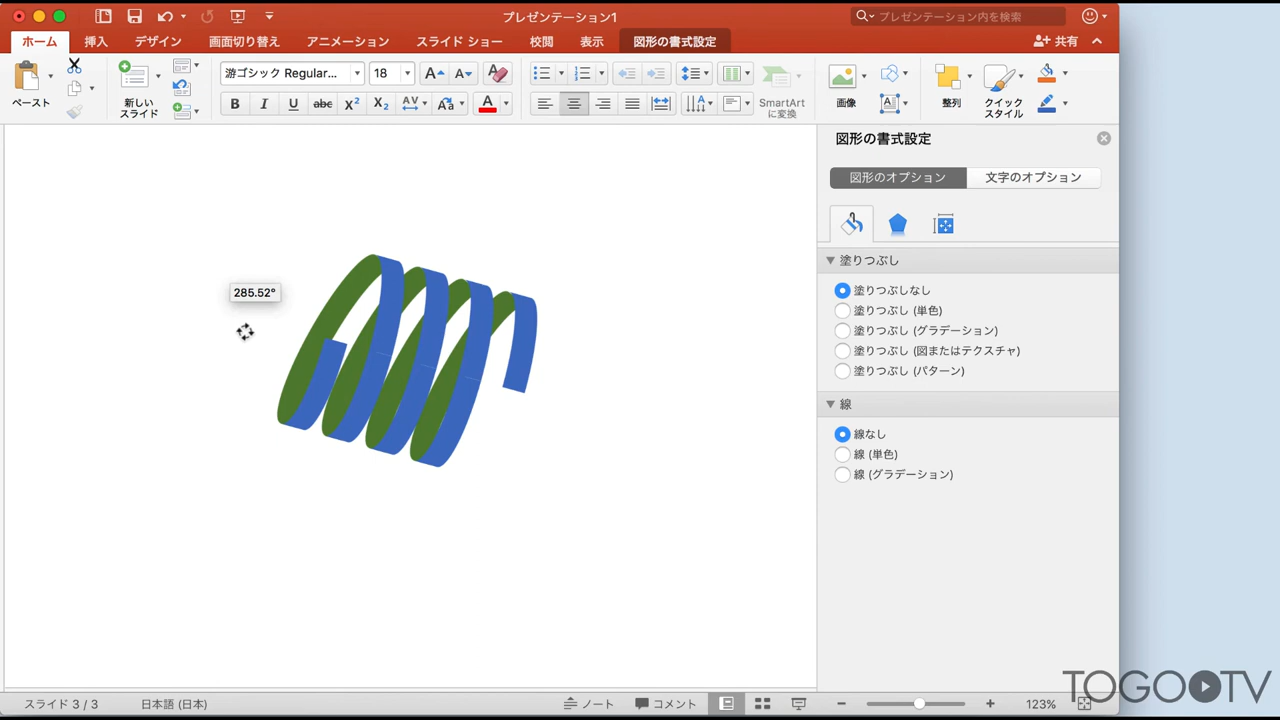 プレゼンテーション1
プレゼンテーション内を検索
ホーム
挿入
デザイン
画面切り替え
アニメーション
スライド ショー
校閲
表示
図形の書式設定
共有
ペースト
新しい
スライド
游ゴシック Regular...
18
B I U abc X² X₂ AV Aa A
SmartArt
に変換
画像
整列
クイック
スタイル
図形の書式設定
図形のオプション
文字のオプション
塗りつぶし
塗りつぶしなし
塗りつぶし (単色)
塗りつぶし (グラデーション)
塗りつぶし (図またはテクスチャ)
塗りつぶし (パターン)
線
線なし
線 (単色)
線 (グラデーション)
285.52°
スライド 3 / 3
日本語 (日本)
ノート
コメント
123%
TOGOTV